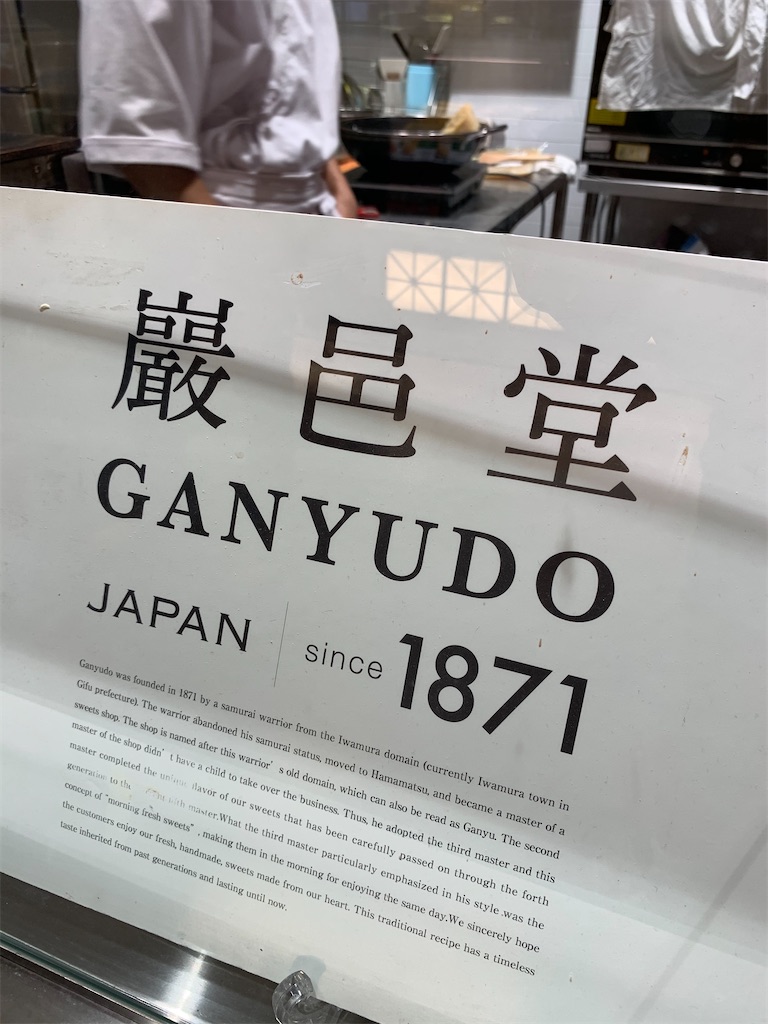 巖邑堂
GANYUDO
JAPAN since 1871
Ganyudo was founded in 1871 by a samurai warrior from the Iwamura domain (currently Iwamura town in
Gifu prefecture). The warrior abandoned his samurai status, moved to Hamamatsu, and became a master of a
sweets shop. The shop is named after this warrior's old domain, which can also be read as Ganyu. The second
master of the shop didn't have a child to take over the business. Thus, he adopted the third master and this
master completed the unique flavor of our sweets that has been carefully passed on through the forth
generation to the with master.What the third master particularly emphasized in his style .was the
concept of "morning fresh sweets" , making them in the morning for enjoying the same day.We sincerely hope
the customers enjoy our fresh, handmade, sweets made from our heart. This traditional recipe has a timeless
taste inherited from past generations and lasting until now.